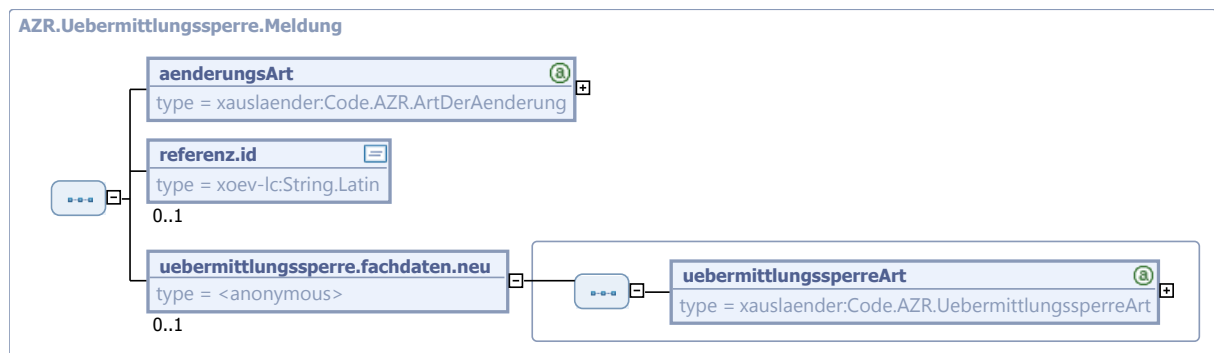 AZR.Uebermittlungssperre.Meldung
aenderungsArt
type = xauslaender:Code.AZR.ArtDerAenderung
referenz.id
type = xoev-lc:String.Latin
0..1
uebermittlungssperre.fachdaten.neu
type = <anonymous>
0..1
uebermittlungssperreArt
type = xauslaender:Code.AZR.UebermittlungssperreArt